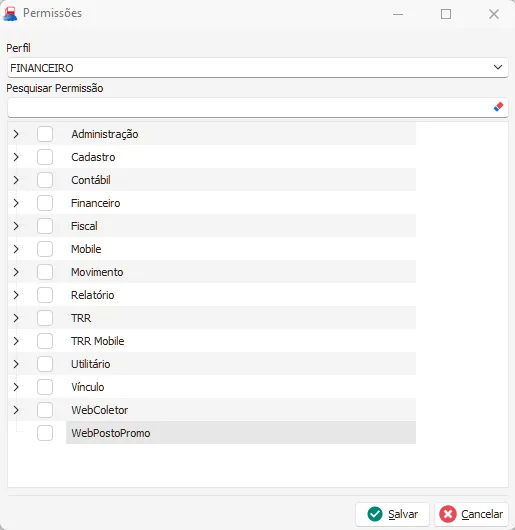 Permissões
Perfil
FINANCEIRO
Pesquisar Permissão
Administração
Cadastro
Contábil
Financeiro
Fiscal
Mobile
Movimento
Relatório
TRR
TRR Mobile
Utilitário
Vínculo
WebColetor
WebPostoPromo
Salvar Cancelar